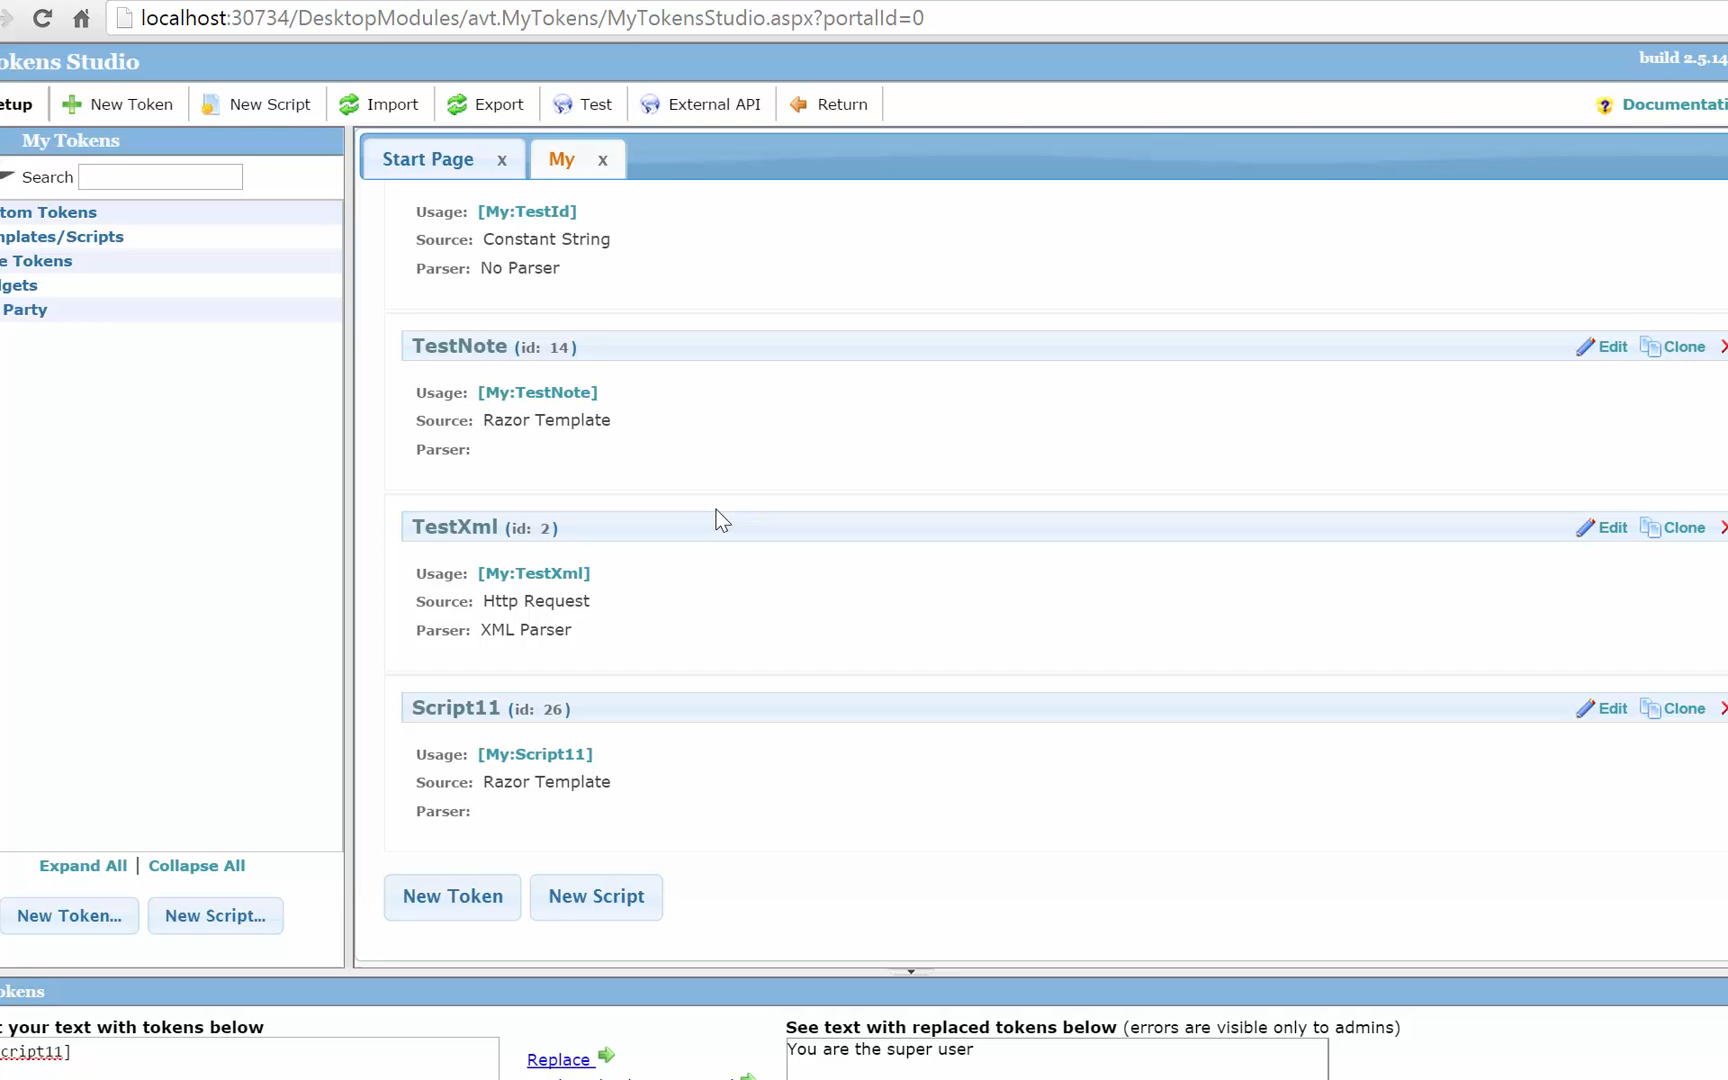 localhost:30734/DesktopModules/avt.MyTokens/MyTokensStudio.aspx?portalId=0
okens Studio
build 2.5.14
etup New Token New Script Import Export Test External API Return Documentati
My Tokens
Search
tom Tokens
nplates/Scripts
e Tokens
lgets
Party
Expand All | Collapse All
New Token... New Script...
Start Page x My x
Usage: [My:TestId]
Source: Constant String
Parser: No Parser
TestNote (id: 14) Edit Clone
Usage: [My:TestNote]
Source: Razor Template
Parser:
TestXml (id: 2) Edit Clone
Usage: [My:TestXml]
Source: Http Request
Parser: XML Parser
Script11 (id: 26) Edit Clone
Usage: [My:Script11]
Source: Razor Template
Parser:
New Token New Script
okens
t your text with tokens below
cript11]
Replace
See text with replaced tokens below (errors are visible only to admins)
You are the super user